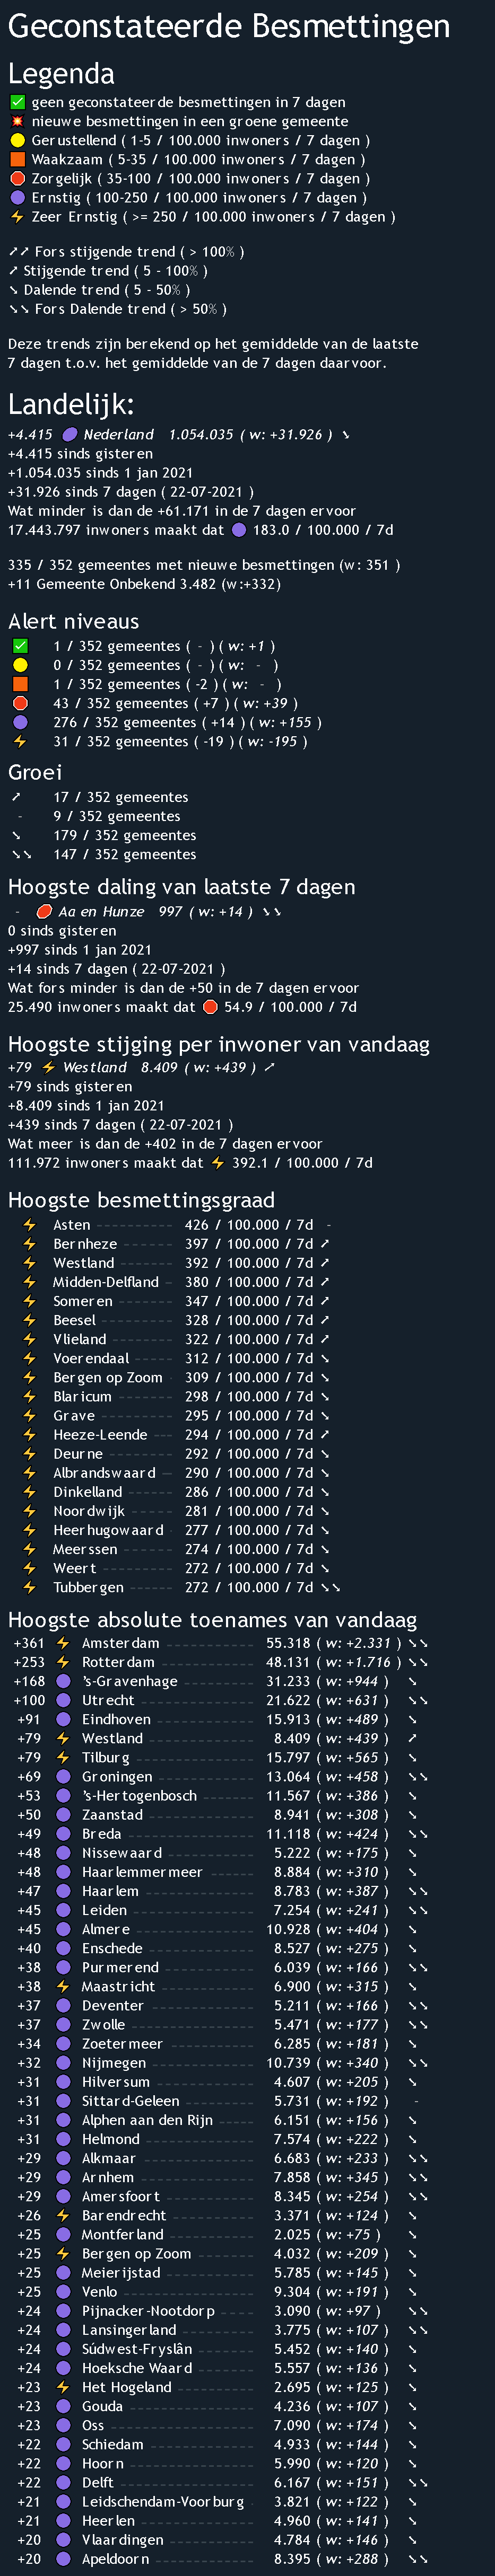 Geconstateerde Besmettingen
Legenda
geen geconstateerde besmettingen in 7 dagen
nieuwe besmettingen in een groene gemeente
Gerustellend ( 1-5 / 100.000 inwoners / 7 dagen )
Waakzaam ( 5-35 / 100.000 inwoners / 7 dagen )
Zorgelijk ( 35-100 / 100.000 inwoners / 7 dagen )
Ernstig ( 100-250 / 100.000 inwoners / 7 dagen )
Zeer Ernstig ( >= 250 / 100.000 inwoners / 7 dagen )
↗↗ Fors stijgende trend ( > 100% )
↗ Stijgende trend ( 5 - 100% )
↘ Dalende trend ( 5 - 50% )
↘↘ Fors Dalende trend ( > 50% )
Deze trends zijn berekend op het gemiddelde van de laatste
7 dagen t.o.v. het gemiddelde van de 7 dagen daarvoor.
Landelijk:
+4.415 Nederland 1.054.035 ( w: +31.926 ) ↘
+4.415 sinds gisteren
+1.054.035 sinds 1 jan 2021
+31.926 sinds 7 dagen ( 22-07-2021 )
Wat minder is dan de +61.171 in de 7 dagen ervoor
17.443.797 inwoners maakt dat 183.0 / 100.000 / 7d
335 / 352 gemeentes met nieuwe besmettingen (w: 351 )
+11 Gemeente Onbekend 3.482 (w:+332)
Alert niveaus
1 / 352 gemeentes ( - ) ( w: +1 )
0 / 352 gemeentes ( - ) ( w: - )
1 / 352 gemeentes ( -2 ) ( w: - )
43 / 352 gemeentes ( +7 ) ( w: +39 )
276 / 352 gemeentes ( +14 ) ( w: +155 )
31 / 352 gemeentes ( -19 ) ( w: -195 )
Groei
↗ 17 / 352 gemeentes
- 9 / 352 gemeentes
↘ 179 / 352 gemeentes
↘↘ 147 / 352 gemeentes
Hoogste daling van laatste 7 dagen
- Aa en Hunze 997 ( w: +14 ) ↘↘
0 sinds gisteren
+997 sinds 1 jan 2021
+14 sinds 7 dagen ( 22-07-2021 )
Wat fors minder is dan de +50 in de 7 dagen ervoor
25.490 inwoners maakt dat 54.9 / 100.000 / 7d
Hoogste stijging per inwoner van vandaag
+79 Westland 8.409 ( w: +439 ) ↗
+79 sinds gisteren
+8.409 sinds 1 jan 2021
+439 sinds 7 dagen ( 22-07-2021 )
Wat meer is dan de +402 in de 7 dagen ervoor
111.972 inwoners maakt dat 392.1 / 100.000 / 7d
Hoogste besmettingsgraad
Asten 426 / 100.000 / 7d -
Bernheze 397 / 100.000 / 7d ↗
Westland 392 / 100.000 / 7d ↗
Midden-Delfland 380 / 100.000 / 7d ↗
Someren 347 / 100.000 / 7d ↗
Beesel 328 / 100.000 / 7d ↗
Vlieland 322 / 100.000 / 7d ↗
Voerendaal 312 / 100.000 / 7d ↘
Bergen op Zoom 309 / 100.000 / 7d ↘
Blaricum 298 / 100.000 / 7d ↘
Grave 295 / 100.000 / 7d ↘
Heeze-Leende 294 / 100.000 / 7d ↗
Deurne 292 / 100.000 / 7d ↘
Albrandswaard 290 / 100.000 / 7d ↘
Dinkelland 286 / 100.000 / 7d ↘
Noordwijk 281 / 100.000 / 7d ↘
Heerhugowaard 277 / 100.000 / 7d ↘
Meerssen 274 / 100.000 / 7d ↘
Weert 272 / 100.000 / 7d ↘
Tubbergen 272 / 100.000 / 7d ↘↘
Hoogste absolute toenames van vandaag
+361 Amsterdam 55.318 ( w: +2.331 ) ↘↘
+253 Rotterdam 48.131 ( w: +1.716 ) ↘↘
+168 's-Gravenhage 31.233 ( w: +944 ) ↘
+100 Utrecht 21.622 ( w: +631 ) ↘↘
+91 Eindhoven 15.913 ( w: +489 ) ↘
+79 Westland 8.409 ( w: +439 ) ↗
+79 Tilburg 15.797 ( w: +565 ) ↘
+69 Groningen 13.064 ( w: +458 ) ↘↘
+53 's-Hertogenbosch 11.567 ( w: +386 ) ↘
+50 Zaanstad 8.941 ( w: +308 ) ↘
+49 Breda 11.118 ( w: +424 ) ↘↘
+48 Nissewaard 5.222 ( w: +175 ) ↘
+48 Haarlemmermeer 8.884 ( w: +310 ) ↘
+47 Haarlem 8.783 ( w: +387 ) ↘↘
+45 Leiden 7.254 ( w: +241 ) ↘↘
+45 Almere 10.928 ( w: +404 ) ↘
+40 Enschede 8.527 ( w: +275 ) ↘
+38 Purmerend 6.039 ( w: +166 ) ↘↘
+38 Maastricht 6.900 ( w: +315 ) ↘
+37 Deventer 5.211 ( w: +166 ) ↘↘
+37 Zwolle 5.471 ( w: +177 ) ↘↘
+34 Zoetermeer 6.285 ( w: +181 ) ↘
+32 Nijmegen 10.739 ( w: +340 ) ↘↘
+31 Hilversum 4.607 ( w: +205 ) ↘
+31 Sittard-Geleen 5.731 ( w: +192 ) -
+31 Alphen aan den Rijn 6.151 ( w: +156 ) ↘
+31 Helmond 7.574 ( w: +222 ) ↘
+29 Alkmaar 6.683 ( w: +233 ) ↘↘
+29 Arnhem 7.858 ( w: +345 ) ↘↘
+29 Amersfoort 8.345 ( w: +254 ) ↘↘
+26 Barendrecht 3.371 ( w: +124 ) ↘
+25 Montferland 2.025 ( w: +75 ) ↘
+25 Bergen op Zoom 4.032 ( w: +209 ) ↘
+25 Meierijstad 5.785 ( w: +145 ) ↘
+25 Venlo 9.304 ( w: +191 ) ↘
+24 Pijnacker-Nootdorp 3.090 ( w: +97 ) ↘↘
+24 Lansingerland 3.775 ( w: +107 ) ↘↘
+24 Súdwest-Fryslân 5.452 ( w: +140 ) ↘
+24 Hoeksche Waard 5.557 ( w: +136 ) ↘
+23 Het Hogeland 2.695 ( w: +125 ) ↘
+23 Gouda 4.236 ( w: +107 ) ↘
+23 Oss 7.090 ( w: +174 ) ↘
+22 Schiedam 4.933 ( w: +144 ) ↘
+22 Hoorn 5.990 ( w: +120 ) ↘
+22 Delft 6.167 ( w: +151 ) ↘↘
+21 Leidschendam-Voorburg 3.821 ( w: +122 ) ↘
+21 Heerlen 4.960 ( w: +141 ) ↘
+20 Vlaardingen 4.784 ( w: +146 ) ↘
+20 Apeldoorn 8.395 ( w: +288 ) ↘↘